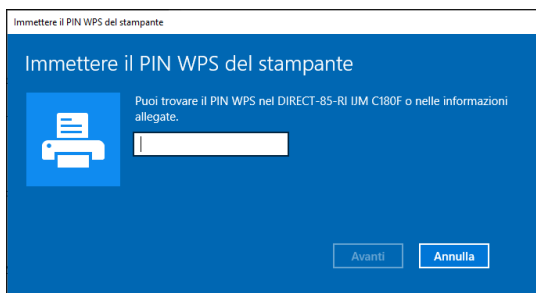 Immettere il PIN WPS del stampante
Immettere il PIN WPS del stampante
Puoi trovare il PIN WPS nel DIRECT-85-RI IJM C180F o nelle informazioni
allegate.
Avanti
Annulla